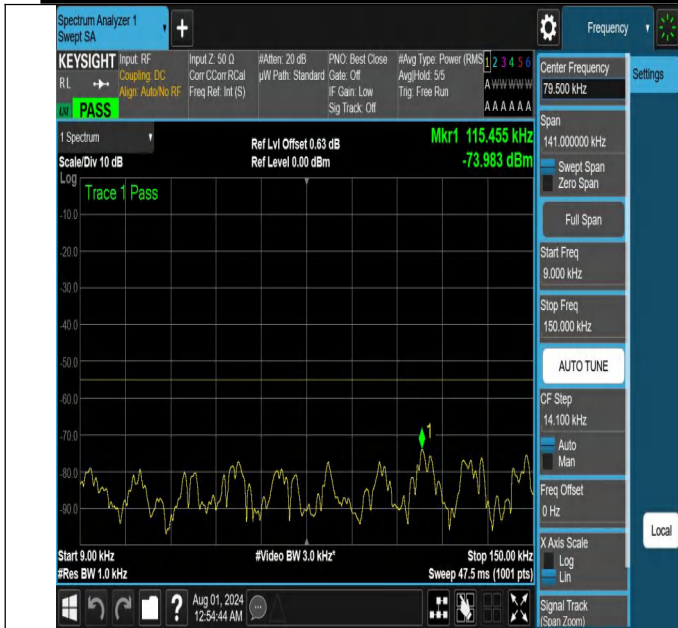 Spectrum Analyzer 1
Swept SA
+
Frequency
KEYSIGHT
RL
PASS
Input: RF
Coupling: DC
Align: Auto/No RF
Input Z: 50 Ω
Corr CCorr RCal
Freq Ref: Int (S)
#Atten: 20 dB
µW Path: Standard
PNO: Best Close
Gate: Off
IF Gain: Low
Sig Track: Off
#Avg Type: Power (RMS
Avg|Hold: 5/5
Trig: Free Run
1 2 3 4 5 6
A W W W W W
A A A A A A
1 Spectrum
Scale/Div 10 dB
Ref Lvl Offset 0.63 dB
Ref Level 0.00 dBm
Mkr1 115.455 kHz
-73.983 dBm
Log
Trace 1 Pass
-10.0
-20.0
-30.0
-40.0
-50.0
-60.0
-70.0
-80.0
-90.0
1
Start 9.00 kHz
#Res BW 1.0 kHz
#Video BW 3.0 kHz*
Stop 150.00 kHz
Sweep 47.5 ms (1001 pts)
Aug 01, 2024
12:54:44 AM
?
Center Frequency
79.500 kHz
Settings
Span
141.000000 kHz
Swept Span
Zero Span
Full Span
Start Freq
9.000 kHz
Stop Freq
150.000 kHz
AUTO TUNE
CF Step
14.100 kHz
Auto
Man
Freq Offset
0 Hz
X Axis Scale
Log
Lin
Local
Signal Track
(Span Zoom)